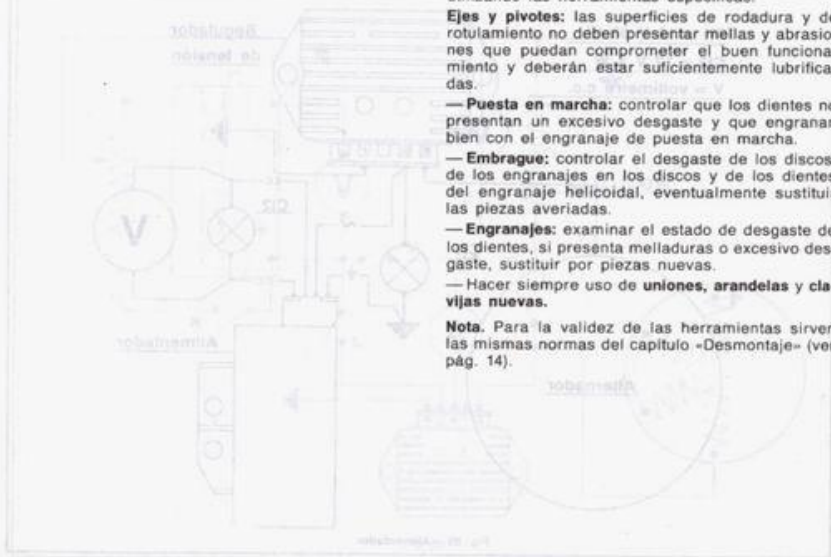 utilizando las herramientas específicas.
Ejes y pivotes: las superficies de rodadura y de
rotulamiento no deben presentar mellas y abrasio
nes que puedan comprometer el buen funciona
miento y deberán estar suficientemente lubrifica
das.
— Puesta en marcha: controlar que los dientes no
presentan un excesivo desgaste y que engranan
bien con el engranaje de puesta en marcha.
— Embrague: controlar el desgaste de los discos,
de los engranajes en los discos y de los dientes
del engranaje helicoidal, eventualmente sustituir
las piezas averiadas.
— Engranajes: examinar el estado de desgaste de
los dientes, si presenta melladuras o excesivo des
gaste, sustituir por piezas nuevas.
— Hacer siempre uso de uniones, arandelas y cla
vijas nuevas.
Nota. Para la validez de las herramientas sirven
las mismas normas del capítulo «Desmontaje» (ver
pág. 14).
Regulador
de tensión
V = voltímetro c.c.
V
C12
Alimentador
Alternador